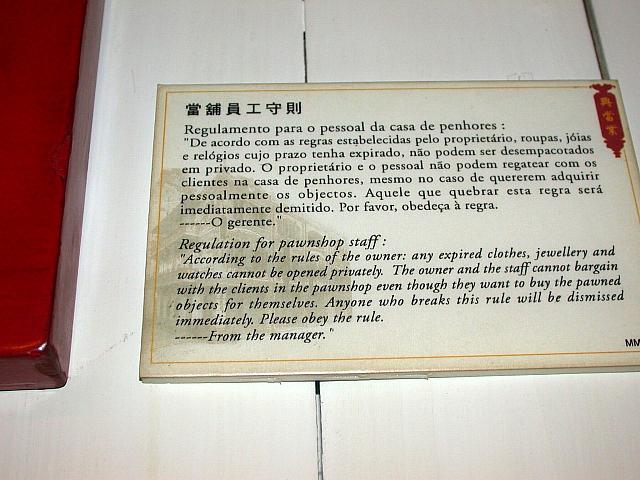 當舖員工守則
Regulamento para o pessoal da casa de penhores :
"De acordo com as regras estabelecidas pelo proprietário, roupas, jóias
e relógios cujo prazo tenha expirado, não podem ser desempacotados
em privado. O proprietário e o pessoal não podem regatear com os
clientes na casa de penhores, mesmo no caso de quererem adquirir
pessoalmente os objectos. Aquele que quebrar esta regra será
imediatamente demitido. Por favor, obedeça à regra.
------O gerente."
Regulation for pawnshop staff :
"According to the rules of the owner: any expired clothes, jewellery and
watches cannot be opened privately. The owner and the staff cannot bargain
with the clients in the pawnshop even though they want to buy the pawned
objects for themselves. Anyone who breaks this rule will be dismissed
immediately. Please obey the rule.
------From the manager."
MM